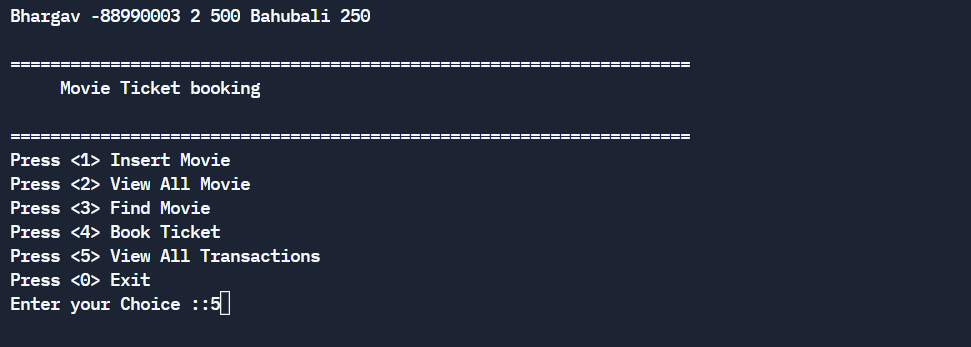 Bhargav -88990003 2 500 Bahubali 250
====================================================================
Movie Ticket booking
====================================================================
Press <1> Insert Movie
Press <2> View All Movie
Press <3> Find Movie
Press <4> Book Ticket
Press <5> View All Transactions
Press <0> Exit
Enter your Choice ::5